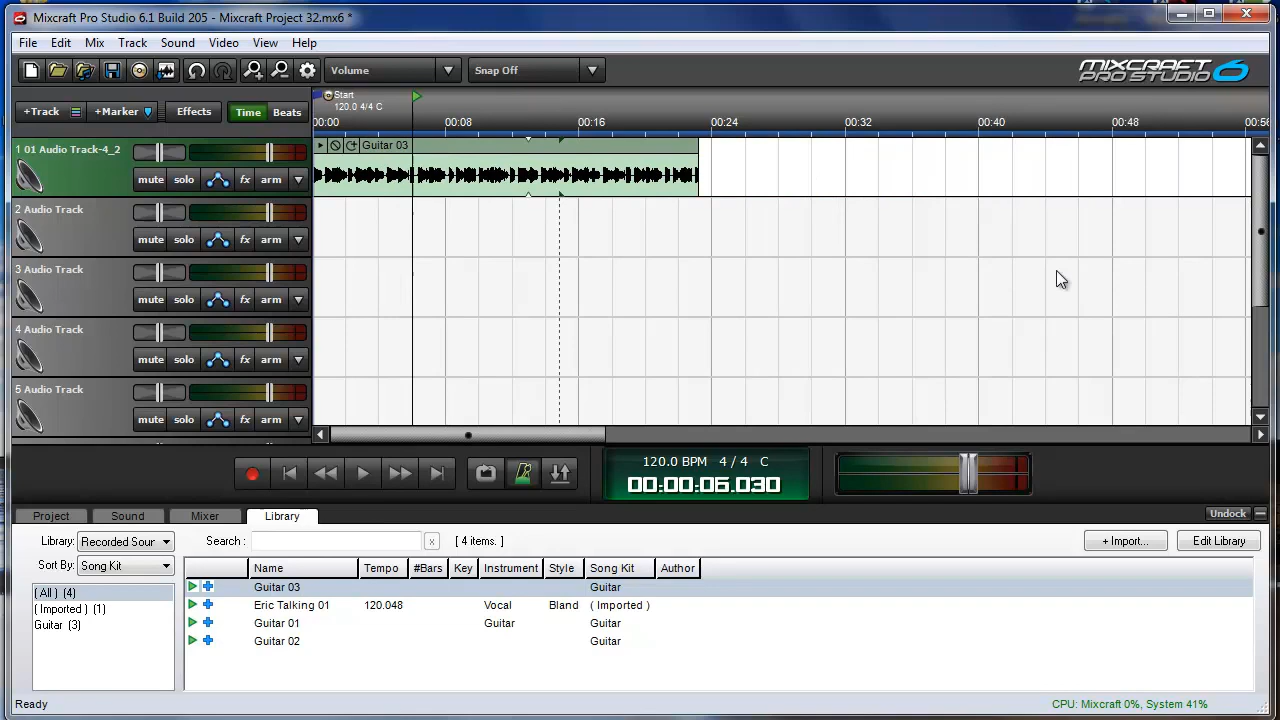 Mixcraft Pro Studio 6.1 Build 205 - Mixcraft Project 32.mx6 *
File Edit Mix Track Sound Video View Help
Volume Snap Off MIXCRAFT PRO STUDIO 6
+Track +Marker Effects Time Beats
Start
120.0 4/4 C
00:00 00:08 00:16 00:24 00:32 00:40 00:48 00:56
1 01 Audio Track-4_2
Guitar 03
mute solo fx arm
2 Audio Track
mute solo fx arm
3 Audio Track
mute solo fx arm
4 Audio Track
mute solo fx arm
5 Audio Track
mute solo fx arm
120.0 BPM 4 / 4 C
00:00:06.030
Project Sound Mixer Library Undock
Library: Recorded Sour Search : x [ 4 items. ] + Import... Edit Library
Sort By: Song Kit
Name Tempo #Bars Key Instrument Style Song Kit Author
( All ) (4)
( Imported ) (1)
Guitar (3)
Guitar 03 Guitar
Eric Talking 01 120.048 Vocal Bland ( Imported )
Guitar 01 Guitar Guitar
Guitar 02 Guitar
Ready CPU: Mixcraft 0%, System 41%